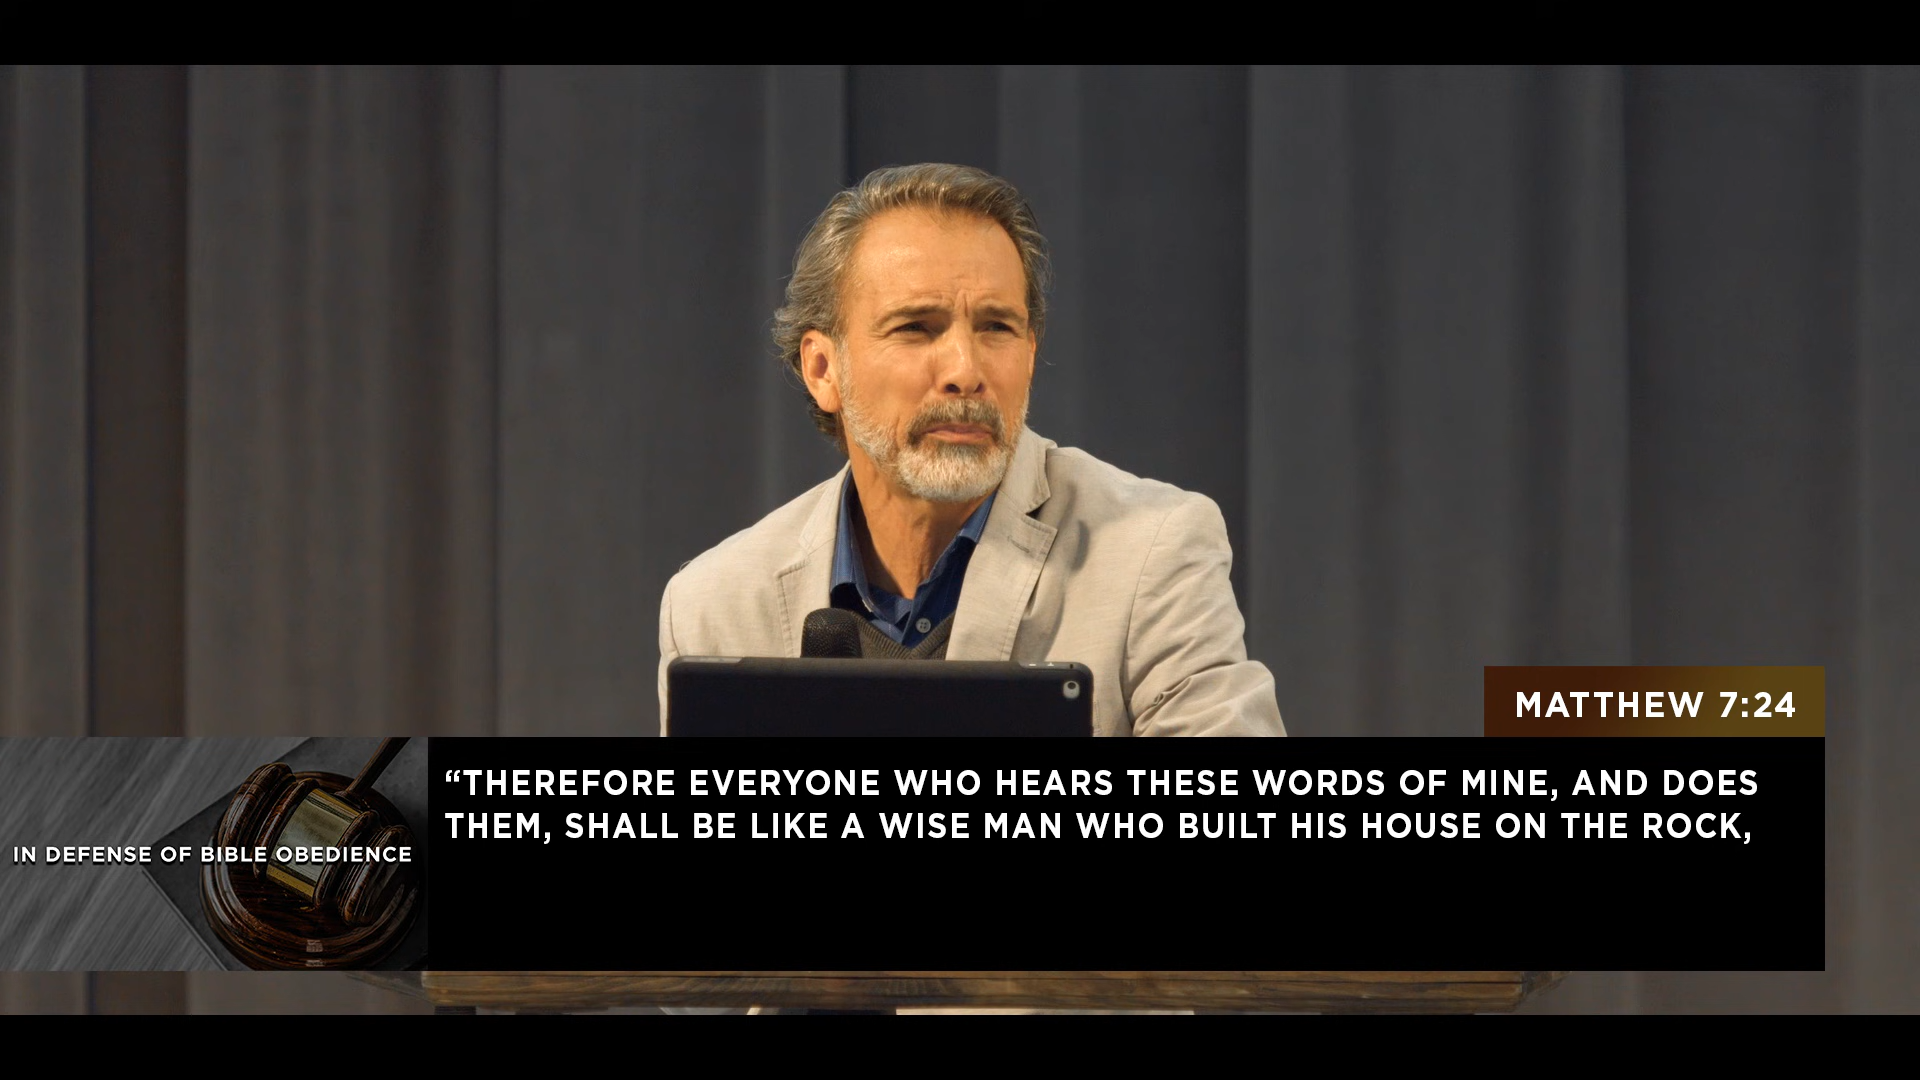 MATTHEW 7:24
IN DEFENSE OF BIBLE OBEDIENCE
“THEREFORE EVERYONE WHO HEARS THESE WORDS OF MINE, AND DOES
THEM, SHALL BE LIKE A WISE MAN WHO BUILT HIS HOUSE ON THE ROCK,